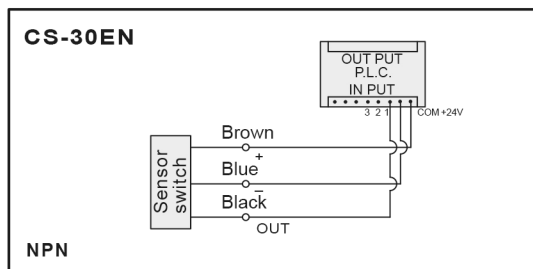 CS-30EN
OUT PUT
P.L.C.
IN PUT
3 2 1 COM +24V
Brown
+
Blue
−
Black
OUT
Sensor
switch
NPN